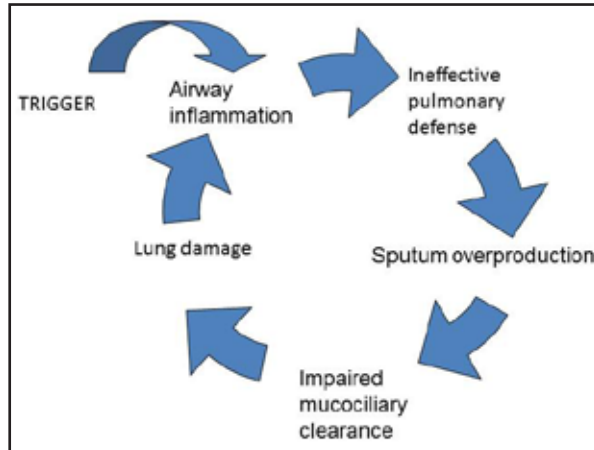 TRIGGER
Airway
inflammation
Ineffective
pulmonary
defense
Sputum overproduction
Impaired
mucociliary
clearance
Lung damage